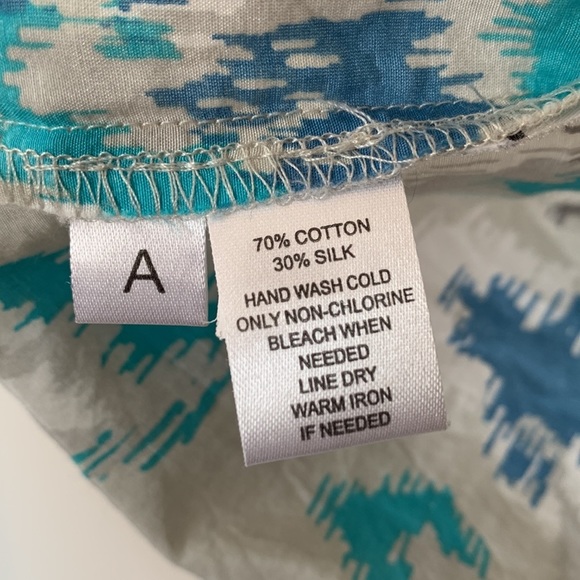 A
70% COTTON
30% SILK
HAND WASH COLD
ONLY NON-CHLORINE
BLEACH WHEN
NEEDED
LINE DRY
WARM IRON
IF NEEDED